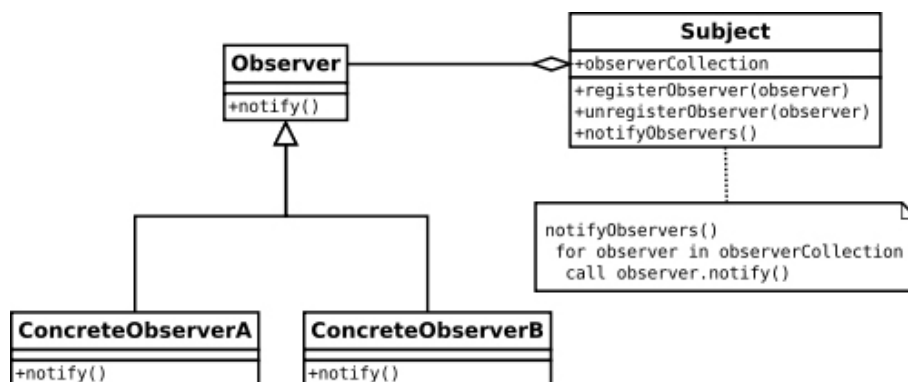 Observer
+notify()
Subject
+observerCollection
+registerObserver(observer)
+unregisterObserver(observer)
+notifyObservers()
notifyObservers()
for observer in observerCollection
call observer.notify()
ConcreteObserverA
+notify()
ConcreteObserverB
+notify()